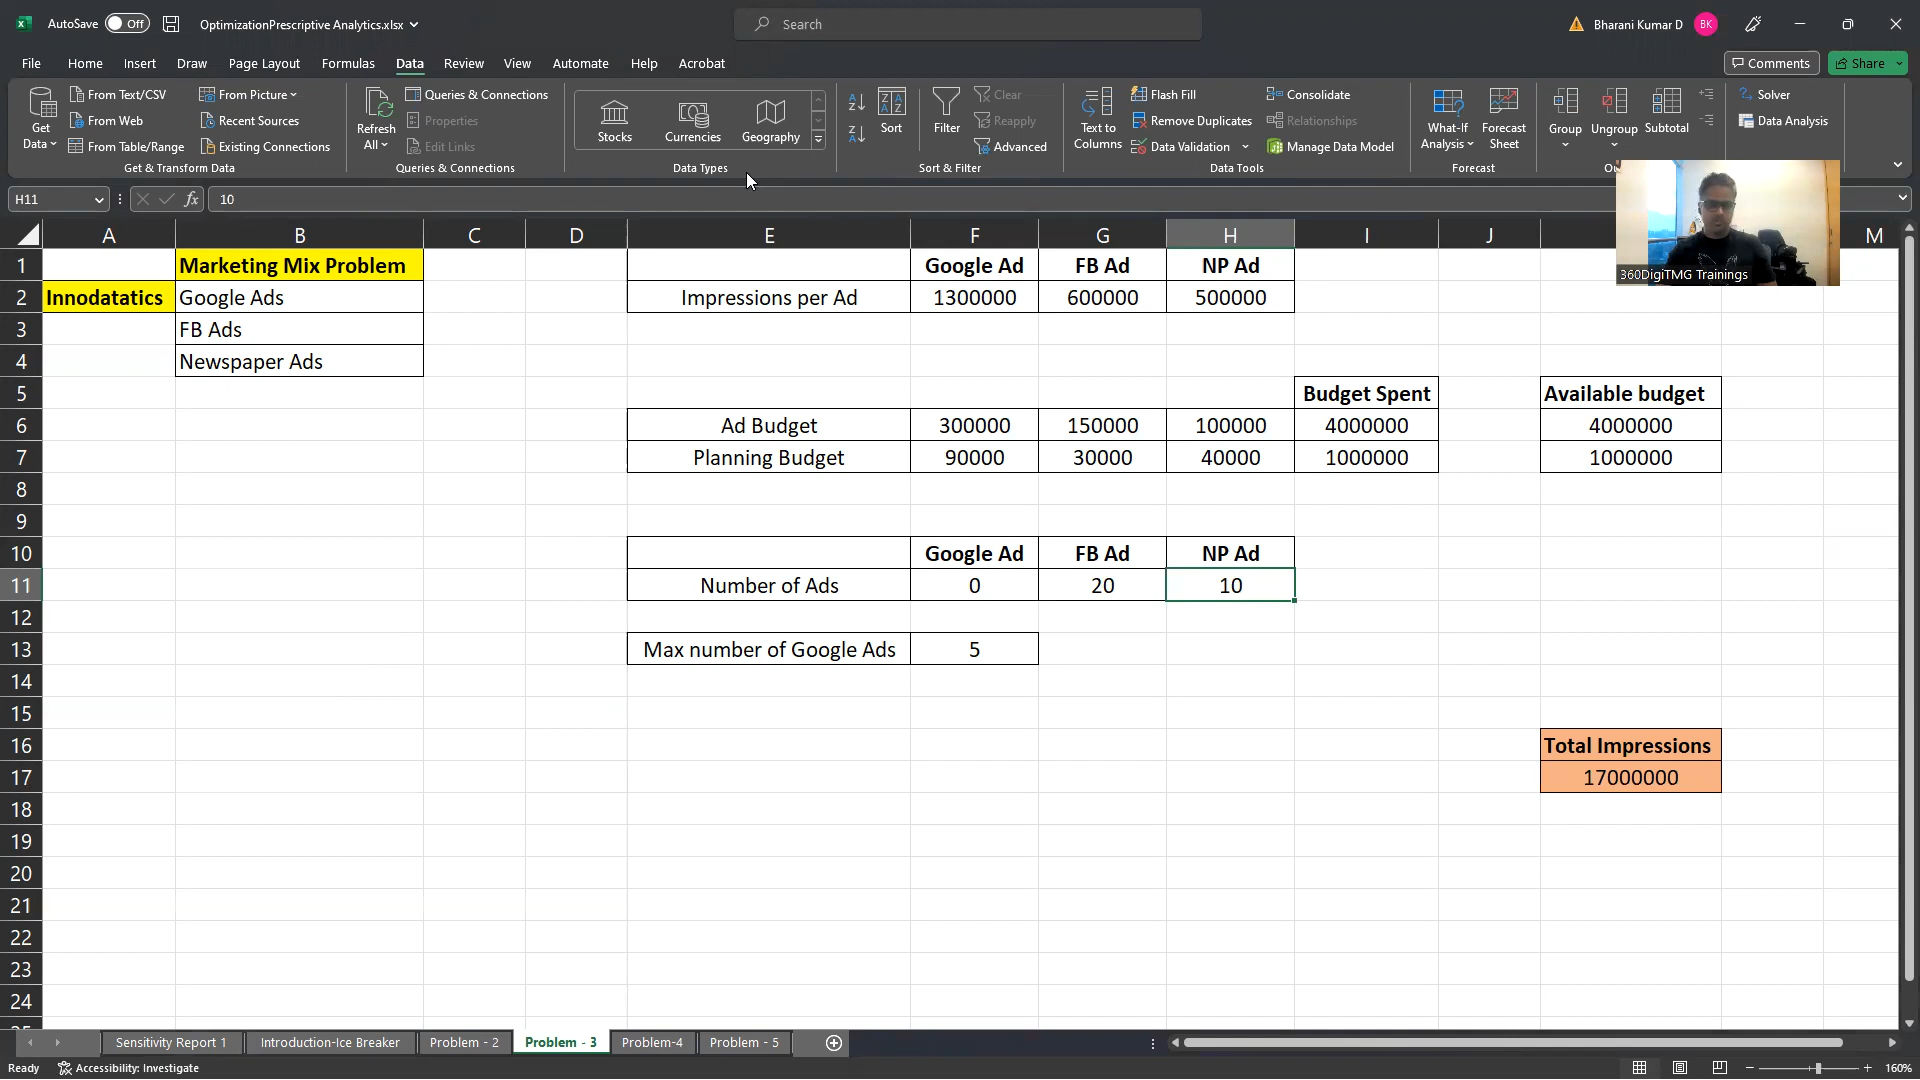 AutoSave Off OptimizationPrescriptive Analytics.xlsx Search Bharani Kumar D BK
File Home Insert Draw Page Layout Formulas Data Review View Automate Help Acrobat Comments Share
Get Data
From Text/CSV
From Web
From Table/Range
From Picture
Recent Sources
Existing Connections
Get & Transform Data
Refresh All
Queries & Connections
Properties
Edit Links
Queries & Connections
Stocks Currencies Geography
Data Types
Sort
Filter
Clear
Reapply
Advanced
Sort & Filter
Text to Columns
Flash Fill
Remove Duplicates
Data Validation
Consolidate
Relationships
Manage Data Model
Data Tools
What-If Analysis
Forecast Sheet
Forecast
Group Ungroup Subtotal
Solver
Data Analysis
360DigiTMG Trainings
H11 fx 10
A B C D E F G H I J M
1 Marketing Mix Problem Google Ad FB Ad NP Ad
2 Innodatatics Google Ads Impressions per Ad 1300000 600000 500000
3 FB Ads
4 Newspaper Ads
5 Budget Spent Available budget
6 Ad Budget 300000 150000 100000 4000000 4000000
7 Planning Budget 90000 30000 40000 1000000 1000000
8
9
10 Google Ad FB Ad NP Ad
11 Number of Ads 0 20 10
12
13 Max number of Google Ads 5
14
15
16 Total Impressions
17 17000000
18
19
20
21
22
23
24
Sensitivity Report 1 Introduction-Ice Breaker Problem - 2 Problem - 3 Problem-4 Problem - 5
Ready Accessibility: Investigate 160%